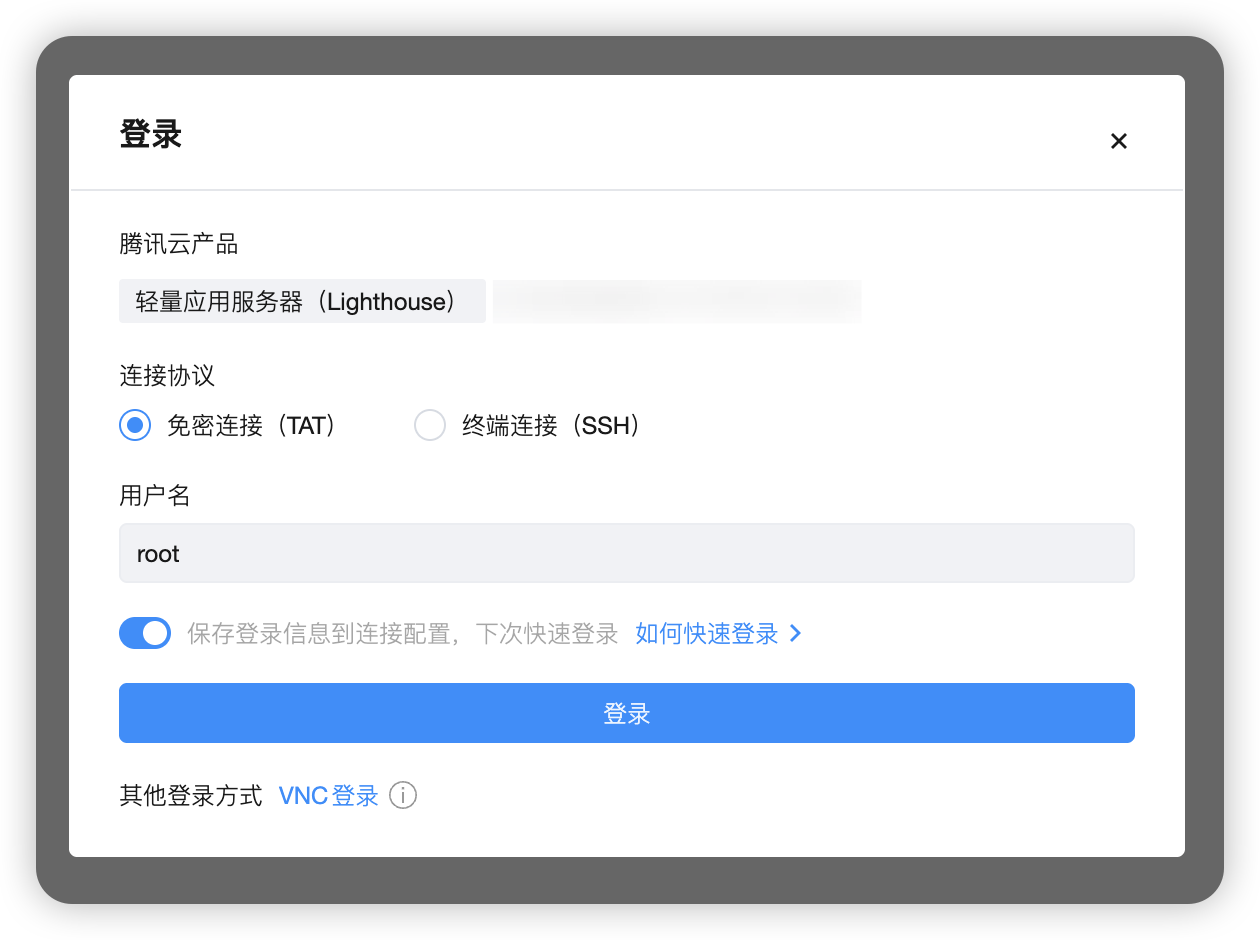 登录
腾讯云产品
轻量应用服务器（Lighthouse）
连接协议
免密连接（TAT） 终端连接（SSH）
用户名
root
保存登录信息到连接配置，下次快速登录 如何快速登录
登录
其他登录方式 VNC登录